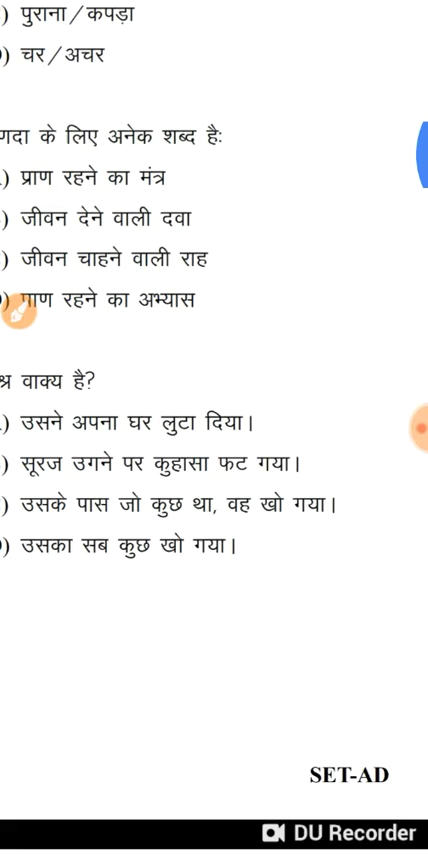 ) पुराना/कपड़ा
) चर/अचर
णदा के लिए अनेक शब्द है:
) प्राण रहने का मंत्र
) जीवन देने वाली दवा
) जीवन चाहने वाली राह
) प्राण रहने का अभ्यास
श्र वाक्य है?
) उसने अपना घर लुटा दिया।
) सूरज उगने पर कुहासा फट गया।
) उसके पास जो कुछ था, वह खो गया।
) उसका सब कुछ खो गया।
SET-AD
DU Recorder